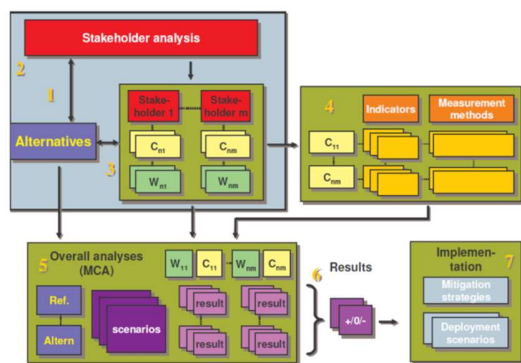 Stakeholder analysis
2
1
Alternatives
3
Stake-
holder 1
Stake-
holder m
Cn1
Cnm
Wn1
Wnm
4
Indicators
Measurement
methods
C11
Cnm
5
Overall analyses
(MCA)
W11
C11
Wnm
Cnm
Ref.
Altern
scenarios
result
result
result
result
6
Results
+/0/-
Implemen-
tation
7
Mitigation
strategies
Deployment
scenarios